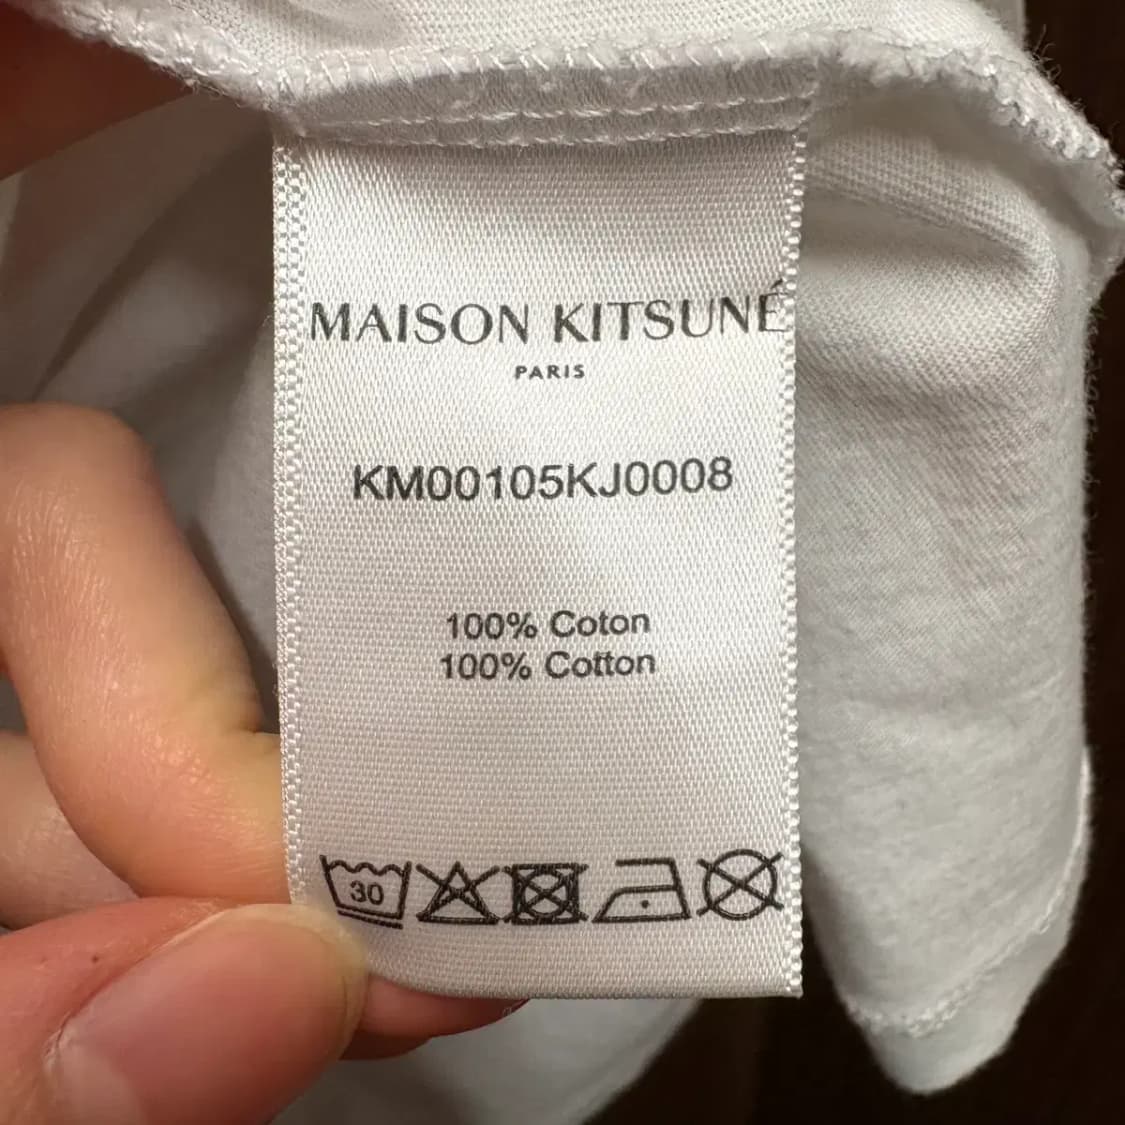 MAISON KITSUNÉ
PARIS
KM00105KJ0008
100% Coton
100% Cotton
30